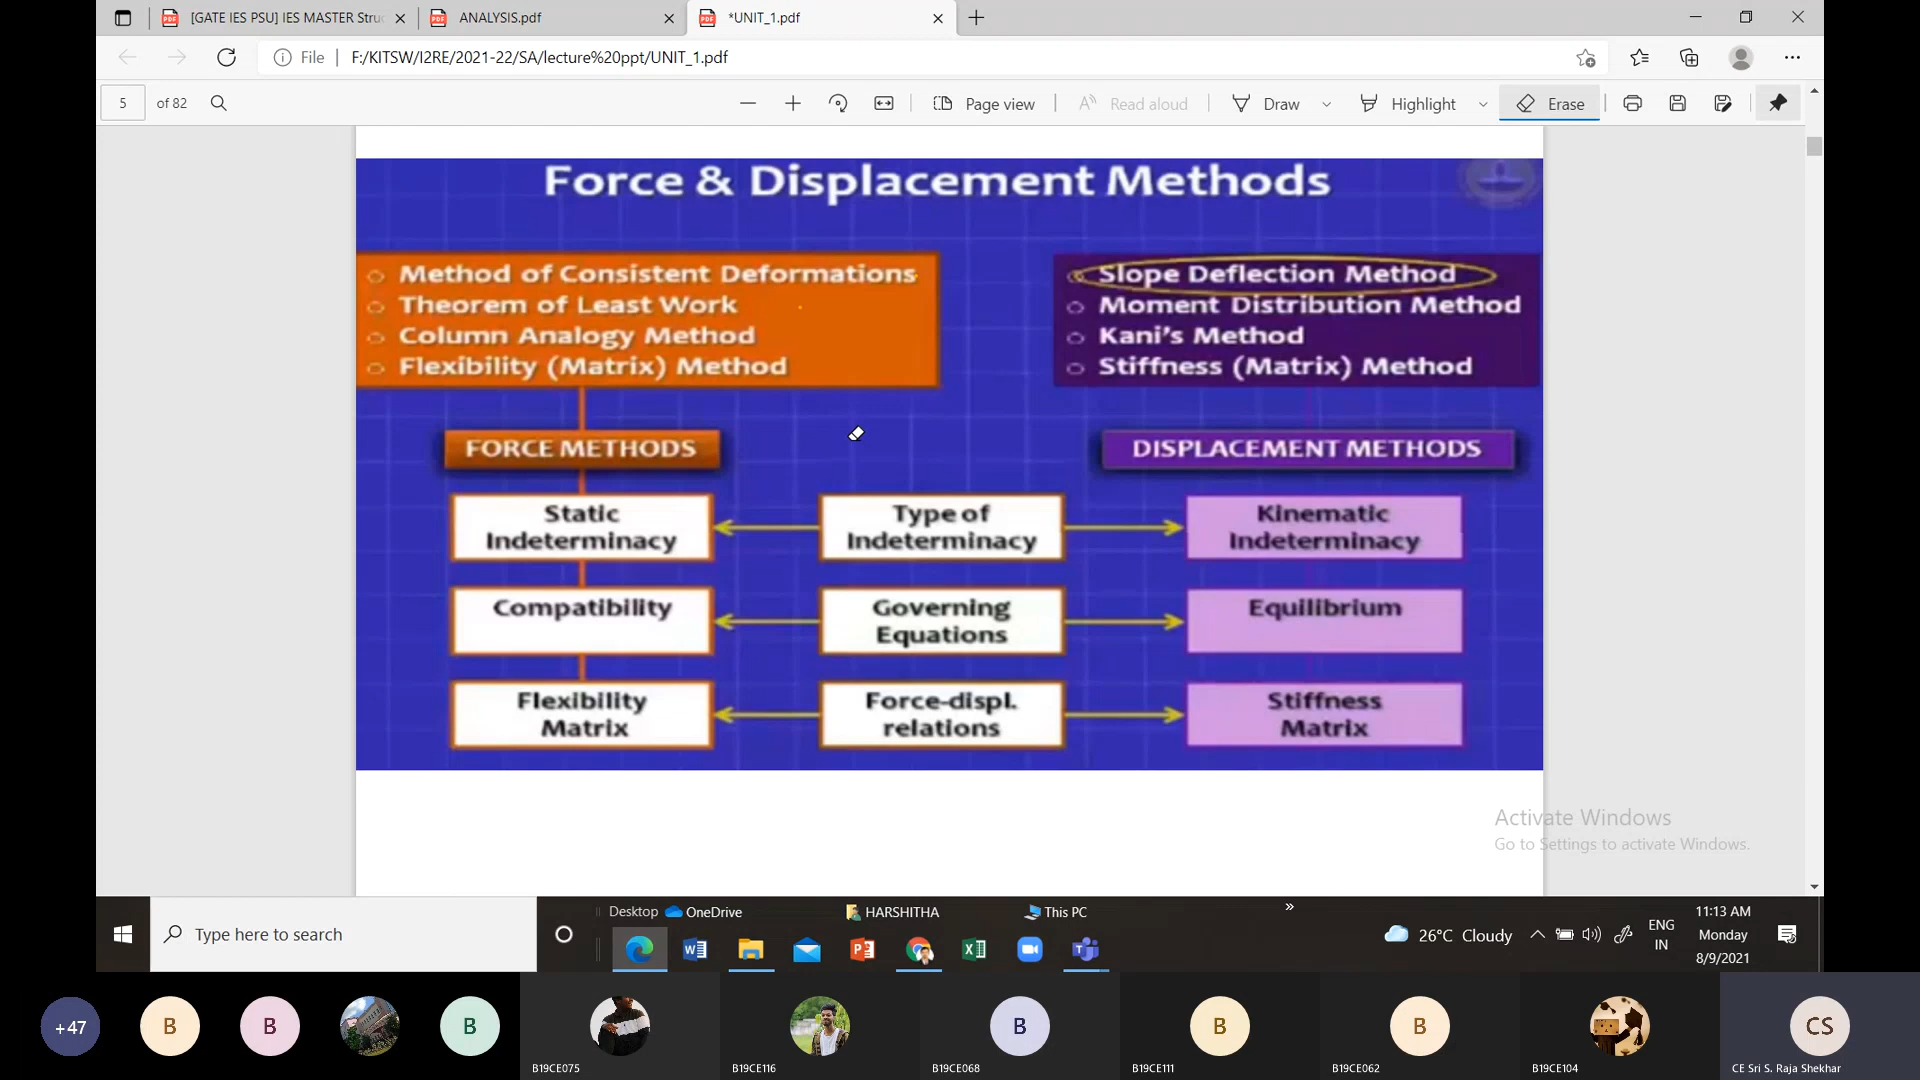 [GATE IES PSU] IES MASTER Stru
ANALYSIS.pdf
*UNIT_1.pdf
File
F:/KITSW/I2RE/2021-22/SA/lecture%20ppt/UNIT_1.pdf
5 of 82
Page view
Read aloud
Draw
Highlight
Erase
Force & Displacement Methods
Method of Consistent Deformations
Theorem of Least Work
Column Analogy Method
Flexibility (Matrix) Method
Slope Deflection Method
Moment Distribution Method
Kani's Method
Stiffness (Matrix) Method
FORCE METHODS
DISPLACEMENT METHODS
Static
Indeterminacy
Type of
Indeterminacy
Kinematic
Indeterminacy
Compatibility
Governing
Equations
Equilibrium
Flexibility
Matrix
Force-displ.
relations
Stiffness
Matrix
Activate Windows
Go to Settings to activate Windows.
Type here to search
Desktop
OneDrive
HARSHITHA
This PC
26°C Cloudy
ENG
IN
11:13 AM
Monday
8/9/2021
+47
B
B
B
B
B
B
CS
B19CE075
B19CE116
B19CE068
B19CE111
B19CE062
B19CE104
CE Sri S. Raja Shekhar